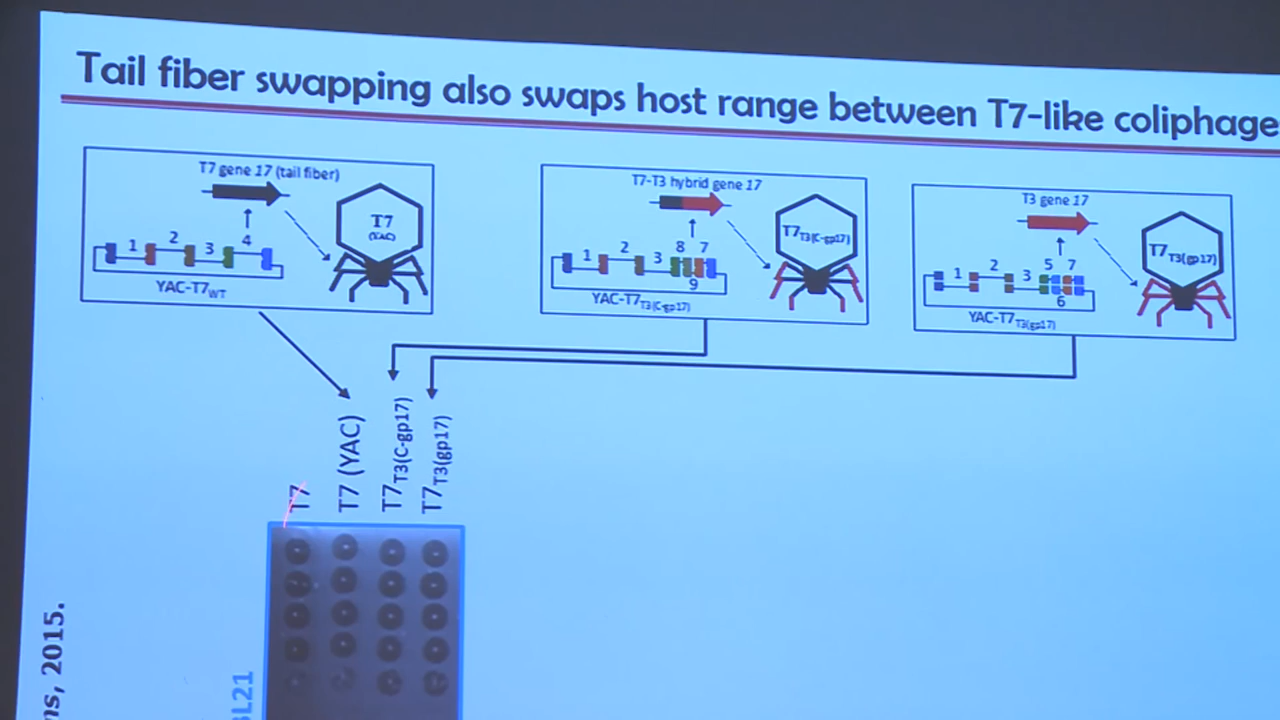 Tail fiber swapping also swaps host range between T7-like coliphage
T7 gene 17 (tail fiber)
T7
(YAC)
1 2 3 4
YAC-T7WT
T7-T3 hybrid gene 17
T7T3(C-gp17)
1 2 3 8 7
9
YAC-T7T3(C-gp17)
T3 gene 17
T7T3(gp17)
1 2 3 5 7
6
YAC-T7T3(gp17)
T7
T7 (YAC)
T7T3(C-gp17)
T7T3(gp17)
2015.